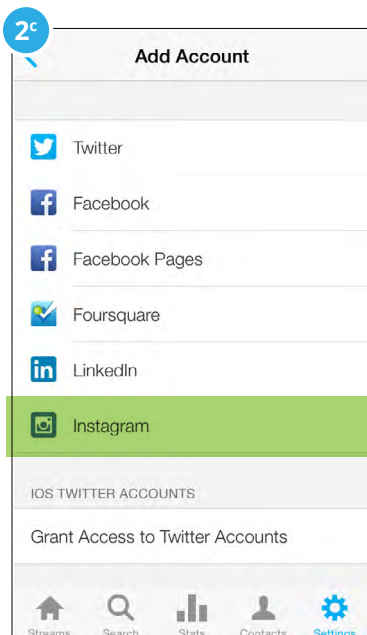 2c
Add Account
Twitter
Facebook
Facebook Pages
Foursquare
LinkedIn
Instagram
IOS TWITTER ACCOUNTS
Grant Access to Twitter Accounts
Streams Search Stats Contacts Settings